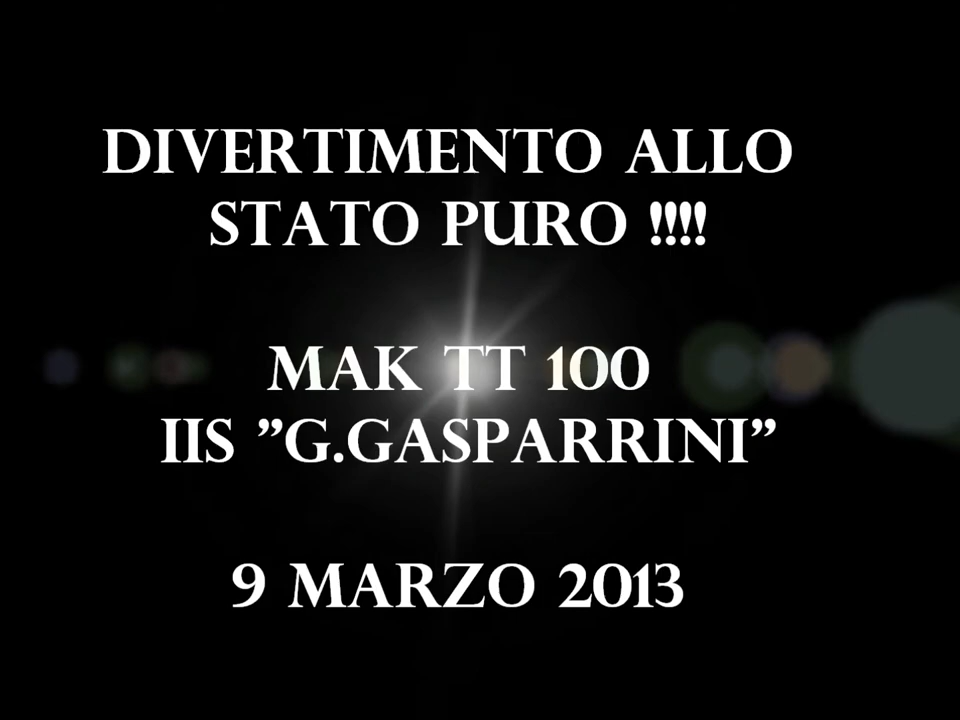 DIVERTIMENTO ALLO
STATO PURO !!!!
MAK TT 100
IIS "G.GASPARRINI"
9 MARZO 2013